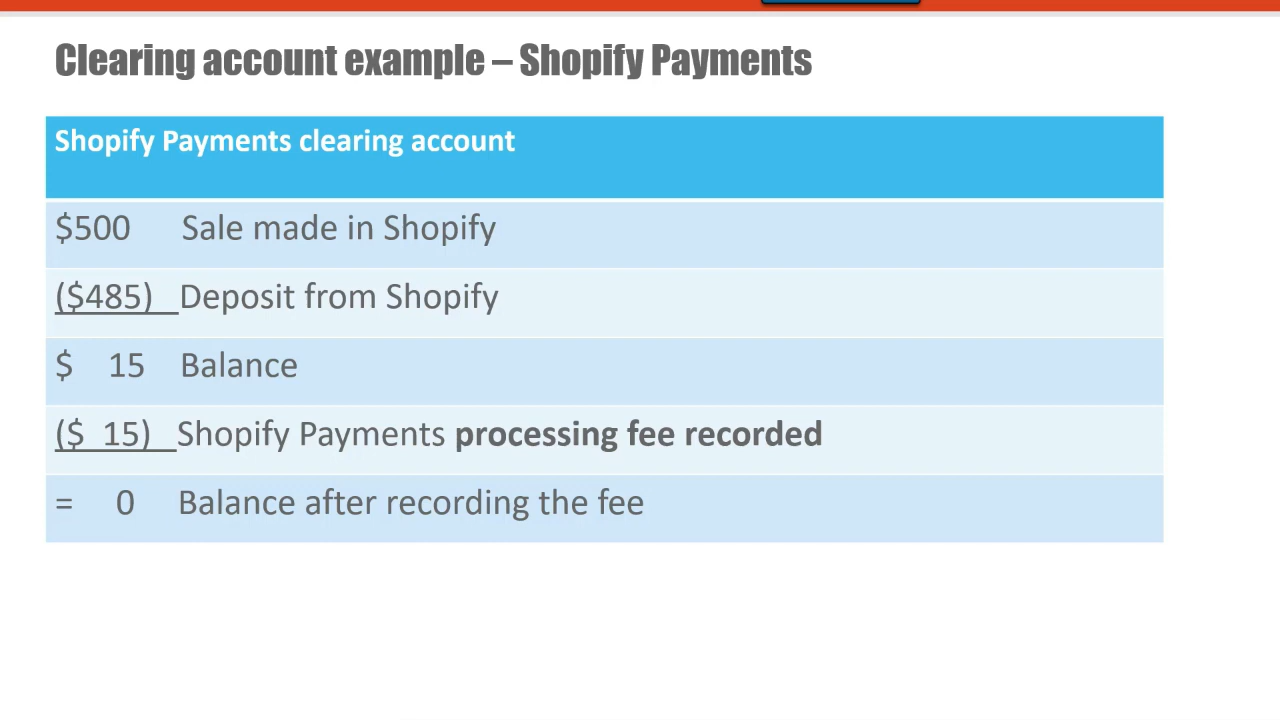 Clearing account example – Shopify Payments
Shopify Payments clearing account
$500 Sale made in Shopify
($485) Deposit from Shopify
$ 15 Balance
($ 15) Shopify Payments processing fee recorded
= 0 Balance after recording the fee